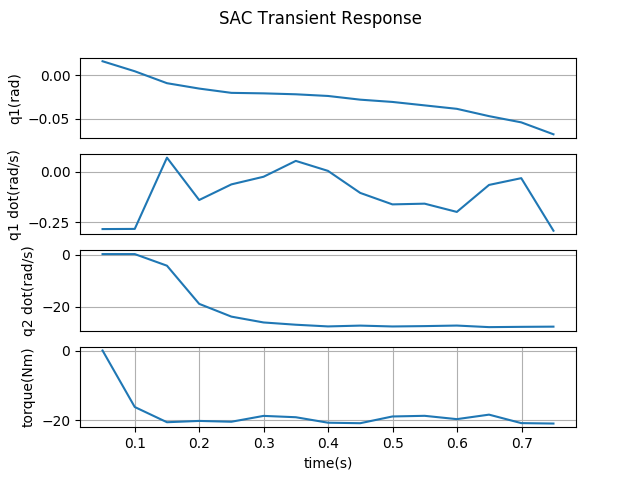 SAC Transient Response
0.00
−0.05
q1(rad)
0.00
−0.25
q1 dot(rad/s)
0
−20
q2 dot(rad/s)
0
−20
torque(Nm)
0.1 0.2 0.3 0.4 0.5 0.6 0.7
time(s)